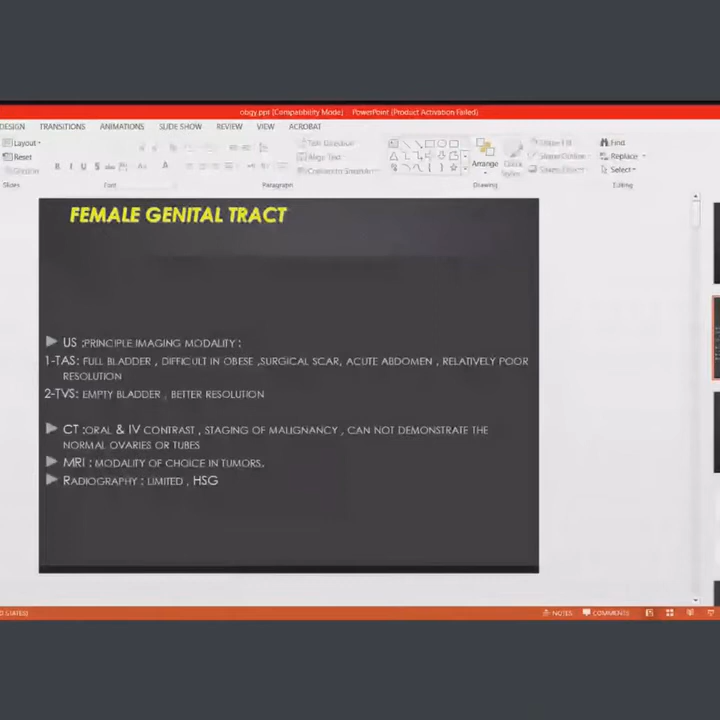 obgy.ppt [Compatibility Mode] - PowerPoint (Product Activation Failed)
DESIGN TRANSITIONS ANIMATIONS SLIDE SHOW REVIEW VIEW ACROBAT
Layout
Reset
Find
Replace
Select
Arrange
Quick
Styles
Slides Font Paragraph Drawing Editing
FEMALE GENITAL TRACT
US :PRINCIPLE IMAGING MODALITY :
1-TAS: FULL BLADDER , DIFFICULT IN OBESE ,SURGICAL SCAR, ACUTE ABDOMEN , RELATIVELY POOR
RESOLUTION
2-TVS: EMPTY BLADDER , BETTER RESOLUTION
CT :ORAL & IV CONTRAST , STAGING OF MALIGNANCY , CAN NOT DEMONSTRATE THE
NORMAL OVARIES OR TUBES
MRI : MODALITY OF CHOICE IN TUMORS.
RADIOGRAPHY : LIMITED , HSG
STATES) NOTES COMMENTS